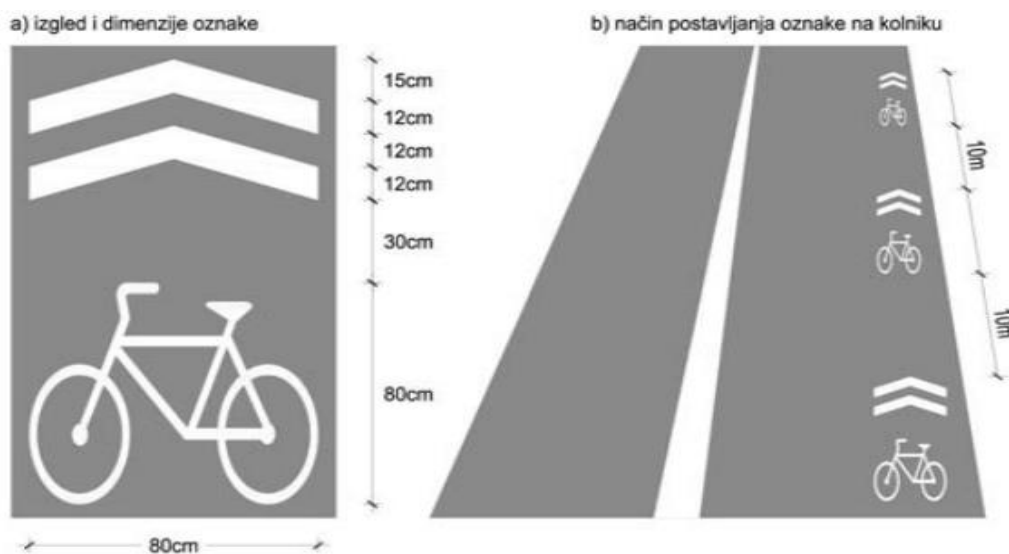 a) izgled i dimenzije oznake
15cm
12cm
12cm
12cm
30cm
80cm
80cm
b) način postavljanja oznake na kolniku
10m
10m